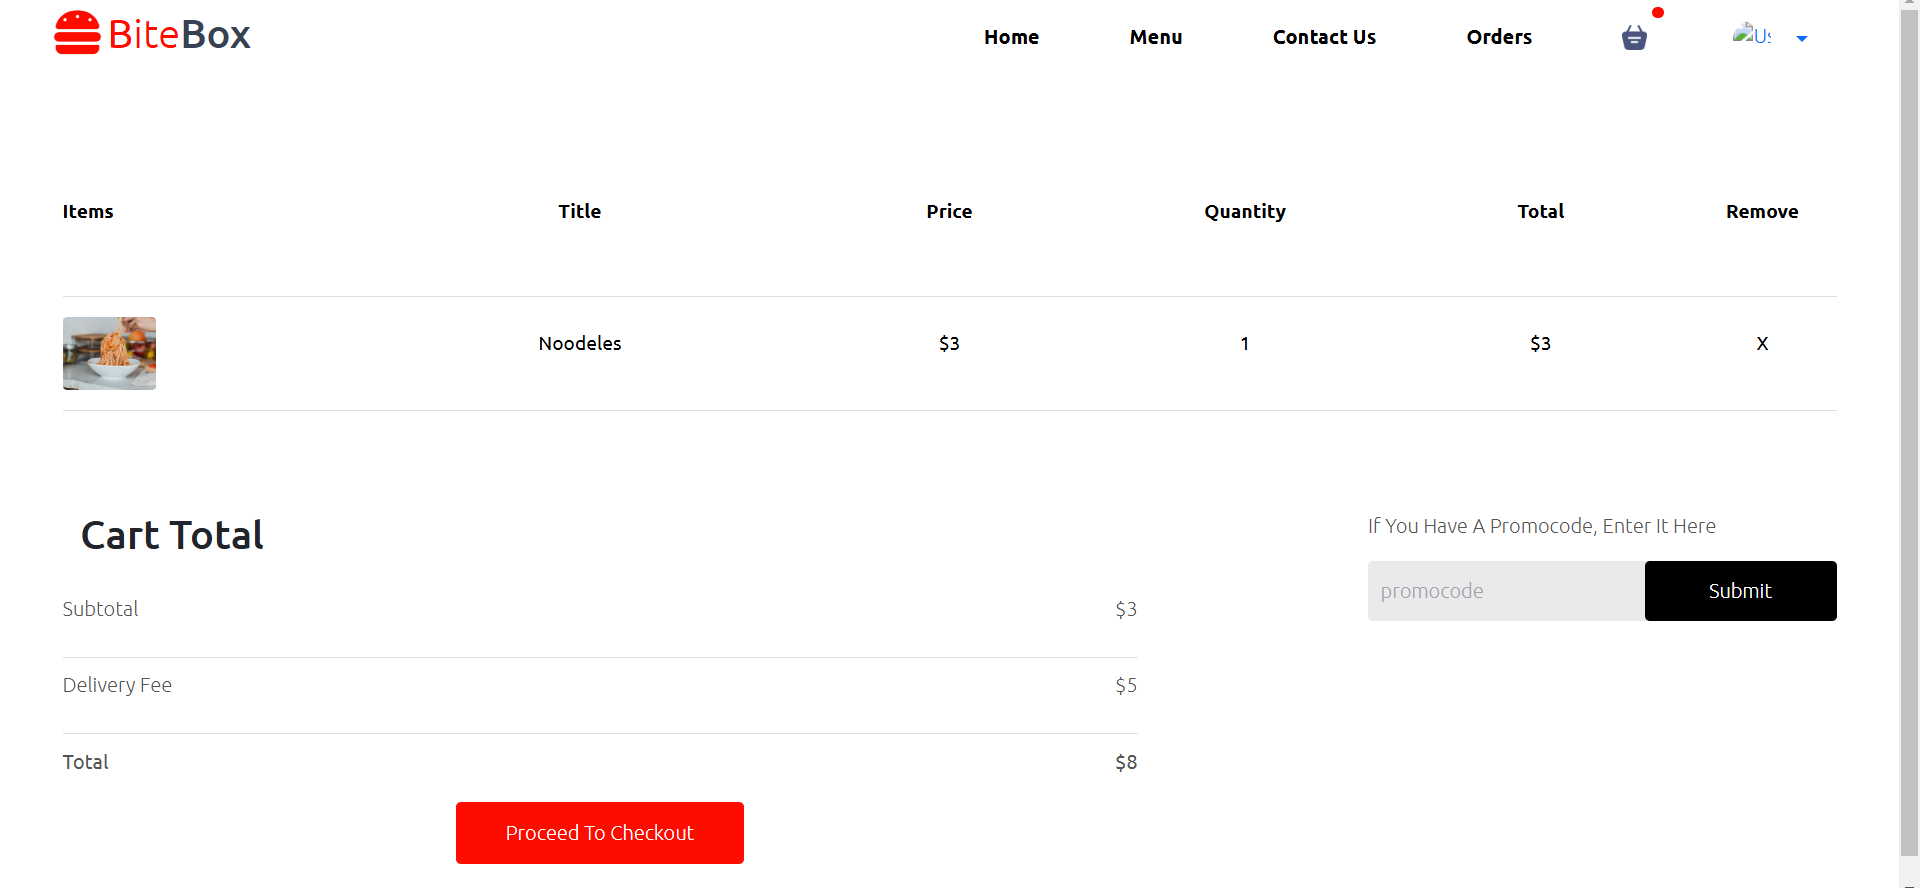 BiteBox
Home Menu Contact Us Orders Us
Items Title Price Quantity Total Remove
Noodeles $3 1 $3 X
Cart Total
If You Have A Promocode, Enter It Here
promocode Submit
Subtotal $3
Delivery Fee $5
Total $8
Proceed To Checkout